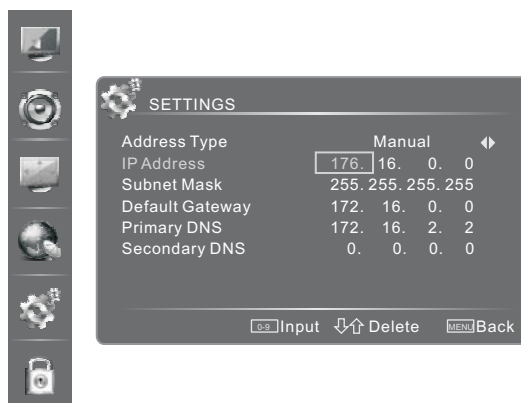 SETTINGS
Address Type Manual
IP Address 176. 16. 0. 0
Subnet Mask 255. 255. 255. 255
Default Gateway 172. 16. 0. 0
Primary DNS 172. 16. 2. 2
Secondary DNS 0. 0. 0. 0
0-9 Input Delete MENU Back